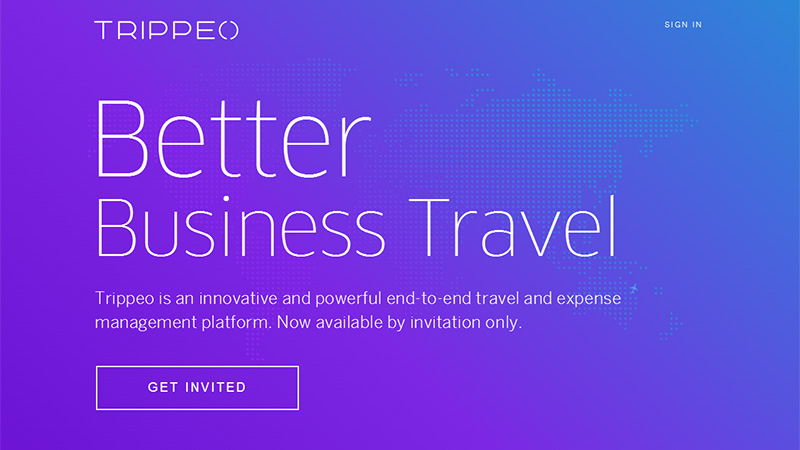 TRIPPEO
SIGN IN
Better
Business Travel
Trippeo is an innovative and powerful end-to-end travel and expense
management platform. Now available by invitation only.
GET INVITED